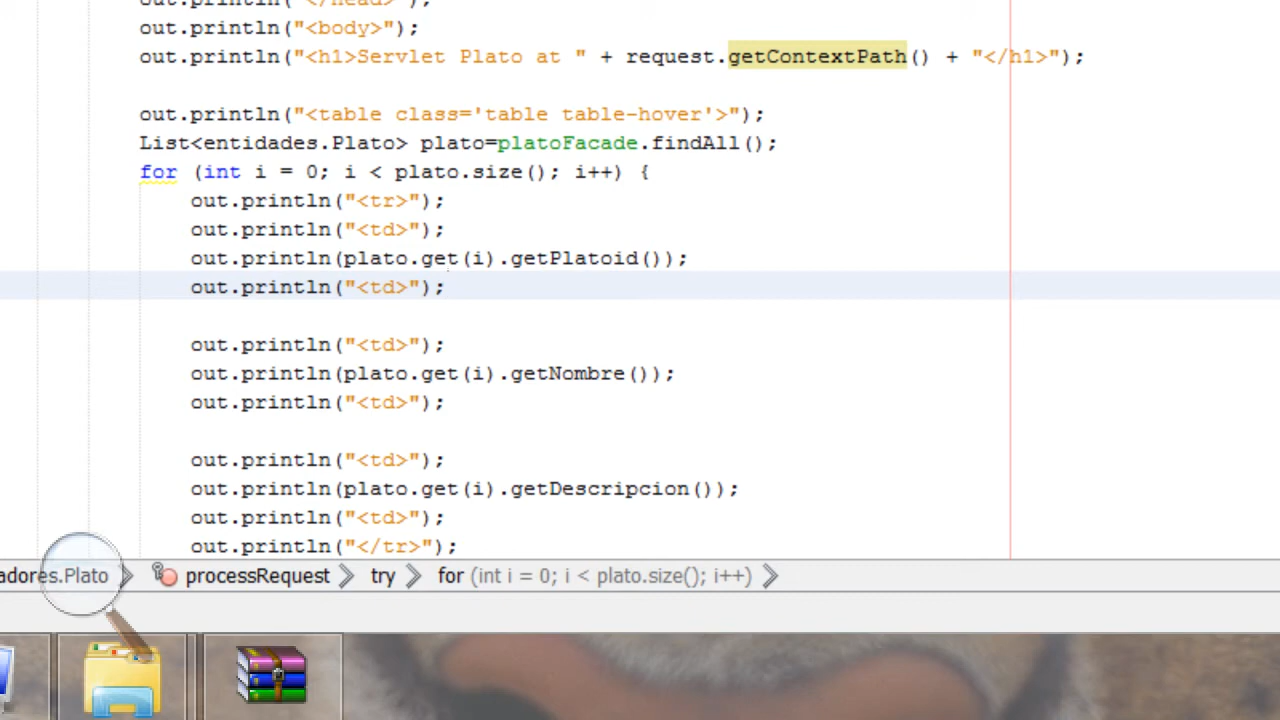 out.println("</head>");
out.println("<body>");
out.println("<h1>Servlet Plato at " + request.getContextPath() + "</h1>");
out.println("<table class='table table-hover'>");
List<entidades.Plato> plato=platoFacade.findAll();
for (int i = 0; i < plato.size(); i++) {
out.println("<tr>");
out.println("<td>");
out.println(plato.get(i).getPlatoid());
out.println("<td>");
out.println("<td>");
out.println(plato.get(i).getNombre());
out.println("<td>");
out.println("<td>");
out.println(plato.get(i).getDescripcion());
out.println("<td>");
out.println("</tr>");
adores.Plato processRequest try for (int i = 0; i < plato.size(); i++)